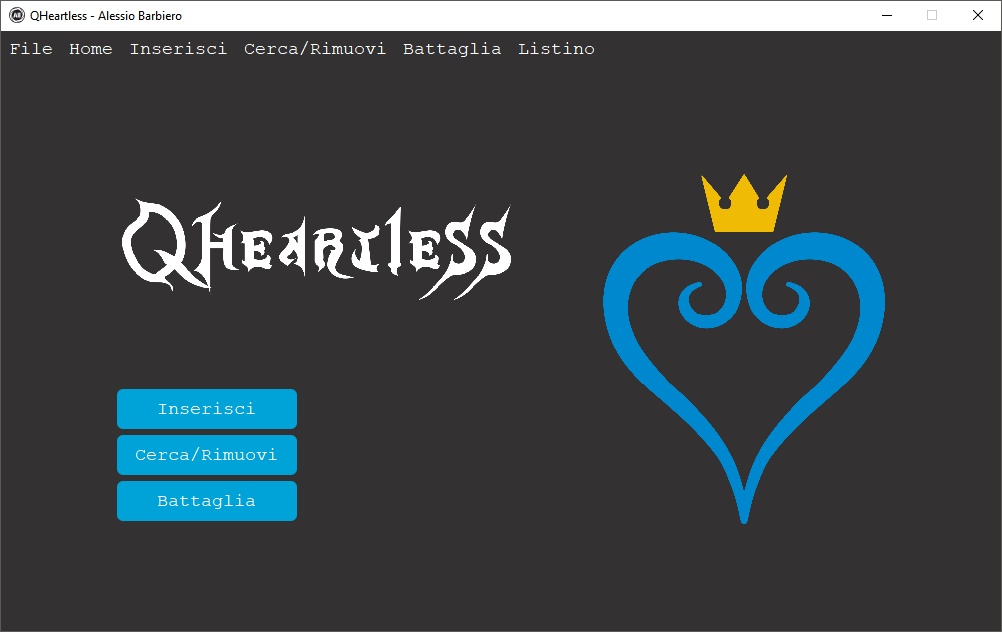 QHeartless - Alessio Barbiero
File Home Inserisci Cerca/Rimuovi Battaglia Listino
QHeartless
Inserisci
Cerca/Rimuovi
Battaglia